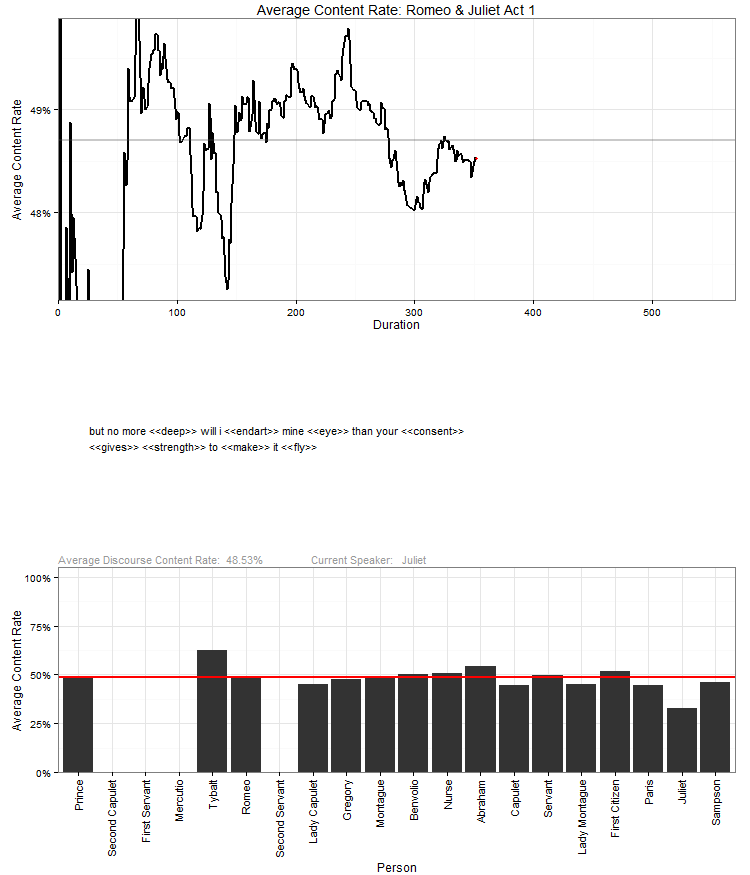 Average Content Rate: Romeo & Juliet Act 1
Average Content Rate
49%
48%
0 100 200 300 400 500
Duration
but no more <<deep>> will i <<endart>> mine <<eye>> than your <<consent>>
<<gives>> <<strength>> to <<make>> it <<fly>>
Average Discourse Content Rate: 48.53% Current Speaker: Juliet
Average Content Rate
100%
75%
50%
25%
0%
Prince
Second Capulet
First Servant
Mercutio
Tybalt
Romeo
Second Servant
Lady Capulet
Gregory
Montague
Benvolio
Nurse
Abraham
Capulet
Servant
Lady Montague
First Citizen
Paris
Juliet
Sampson
Person